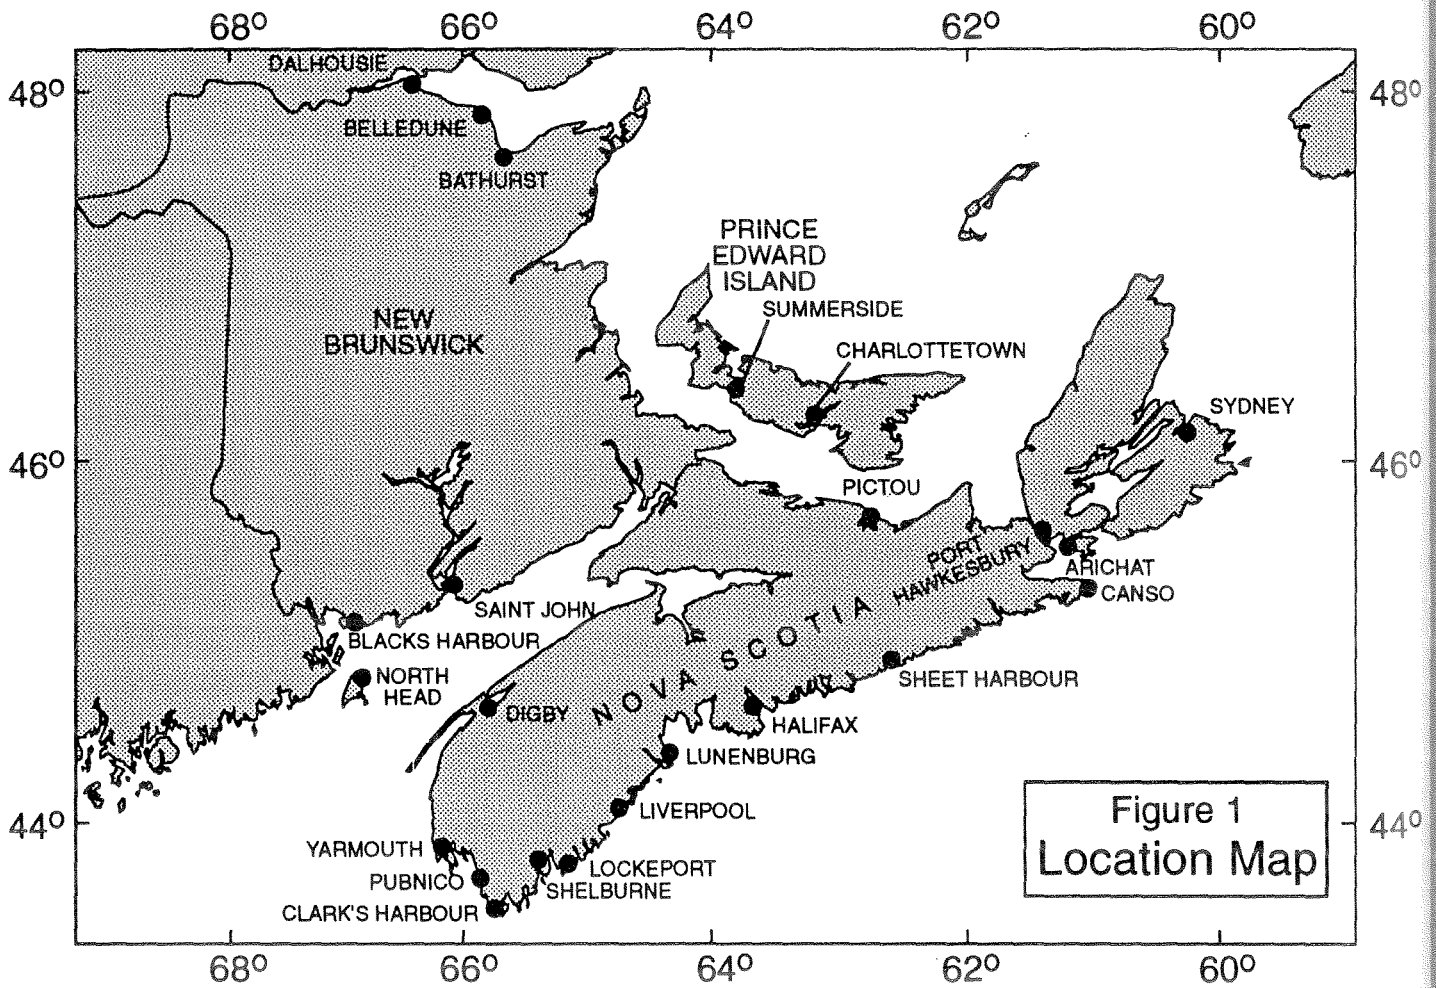 68° 66° 64° 62° 60°
DALHOUSIE
48° 48°
BELLEDUNE
BATHURST
PRINCE
EDWARD
ISLAND
SUMMERSIDE
NEW
BRUNSWICK
CHARLOTTETOWN
SYDNEY
46° 46°
PICTOU
PORT
HAWKESBURY
ARICHAT
CANSO
SAINT JOHN
BLACKS HARBOUR
NOVA SCOTIA
NORTH
HEAD
SHEET HARBOUR
DIGBY
HALIFAX
LUNENBURG
LIVERPOOL
Figure 1
Location Map
44° 44°
YARMOUTH
LOCKEPORT
PUBNICO
SHELBURNE
CLARK'S HARBOUR
68° 66° 64° 62° 60°